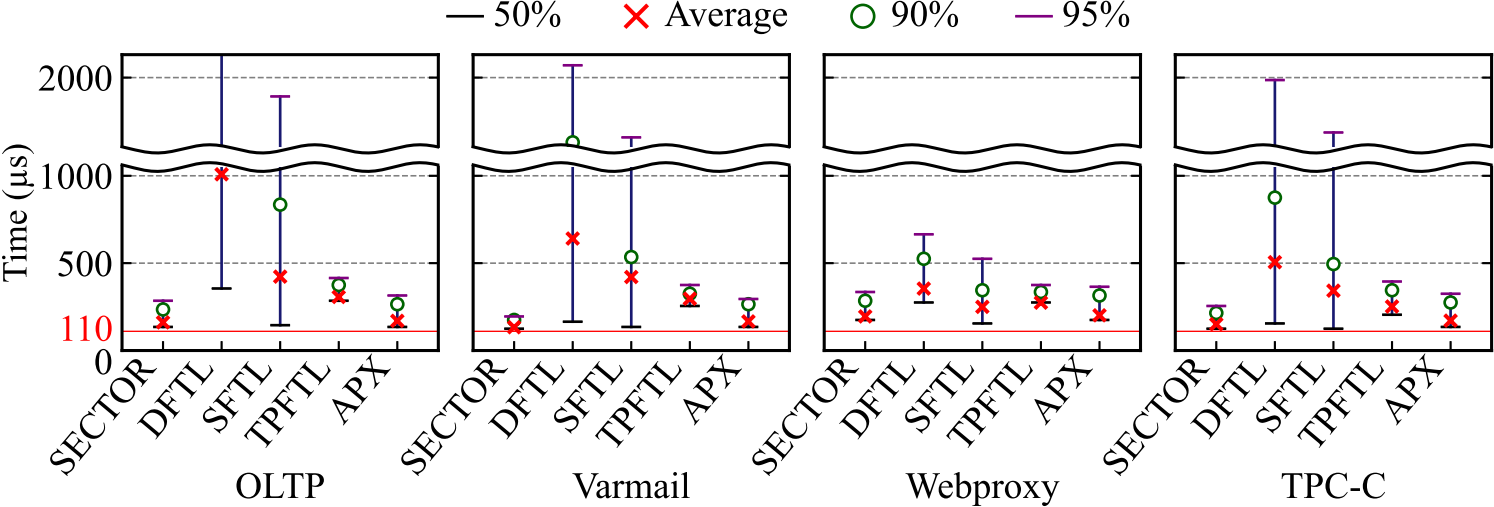 50% Average 90% 95%
Time (μs)
2000
1000
500
110
0
SECTOR DFTL SFTL TPFTL APX
SECTOR DFTL SFTL TPFTL APX
SECTOR DFTL SFTL TPFTL APX
SECTOR DFTL SFTL TPFTL APX
OLTP Varmail Webproxy TPC-C